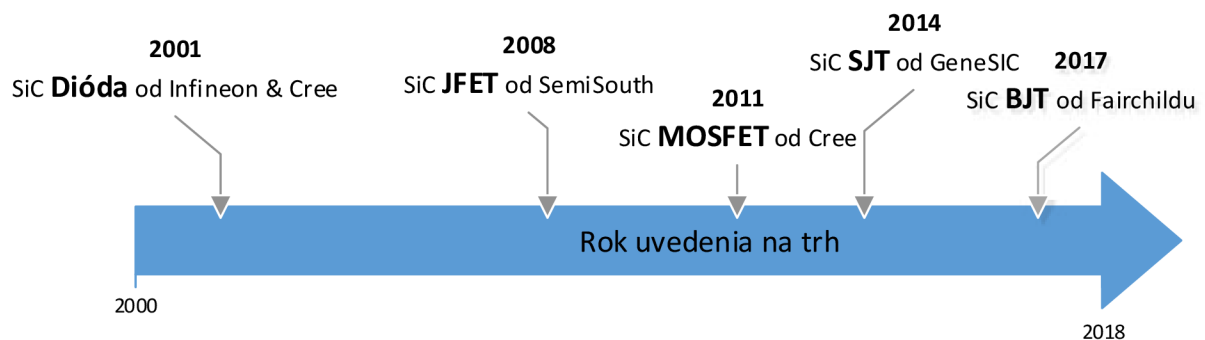 2001
SiC Dióda od Infineon & Cree
2008
SiC JFET od SemiSouth
2011
SiC MOSFET od Cree
2014
SiC SJT od GeneSIC
2017
SiC BJT od Fairchildu
Rok uvedenia na trh
2000
2018